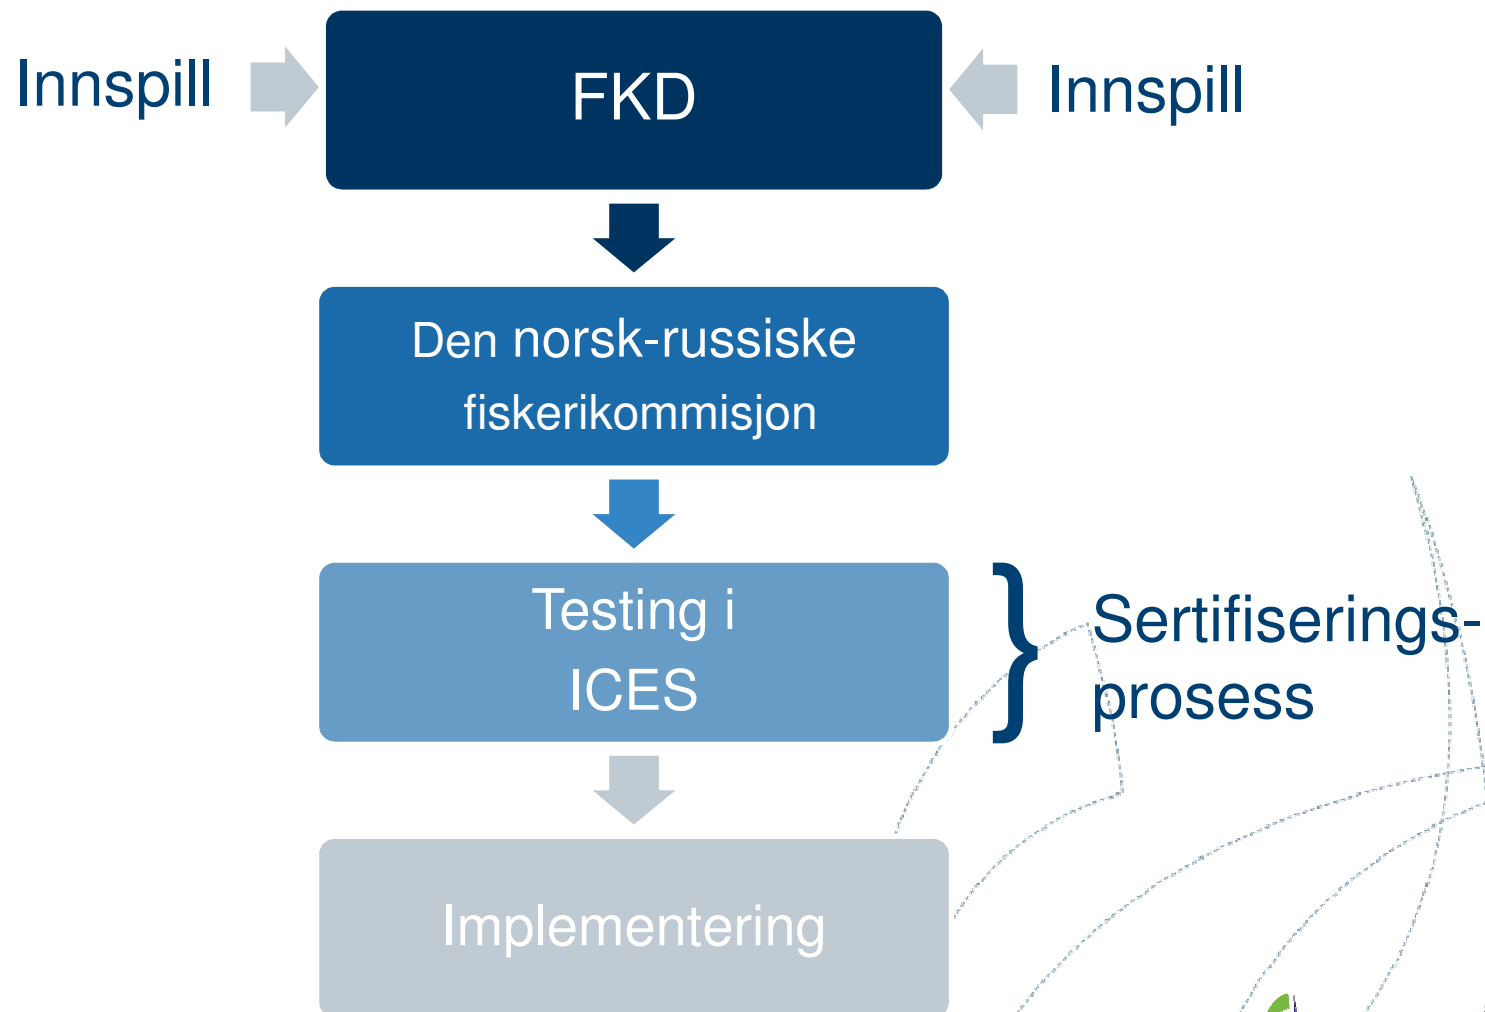 Innspill
FKD
Innspill
Den norsk-russiske
fiskerikommisjon
Testing i
ICES
}
Sertifiserings-
prosess
Implementering